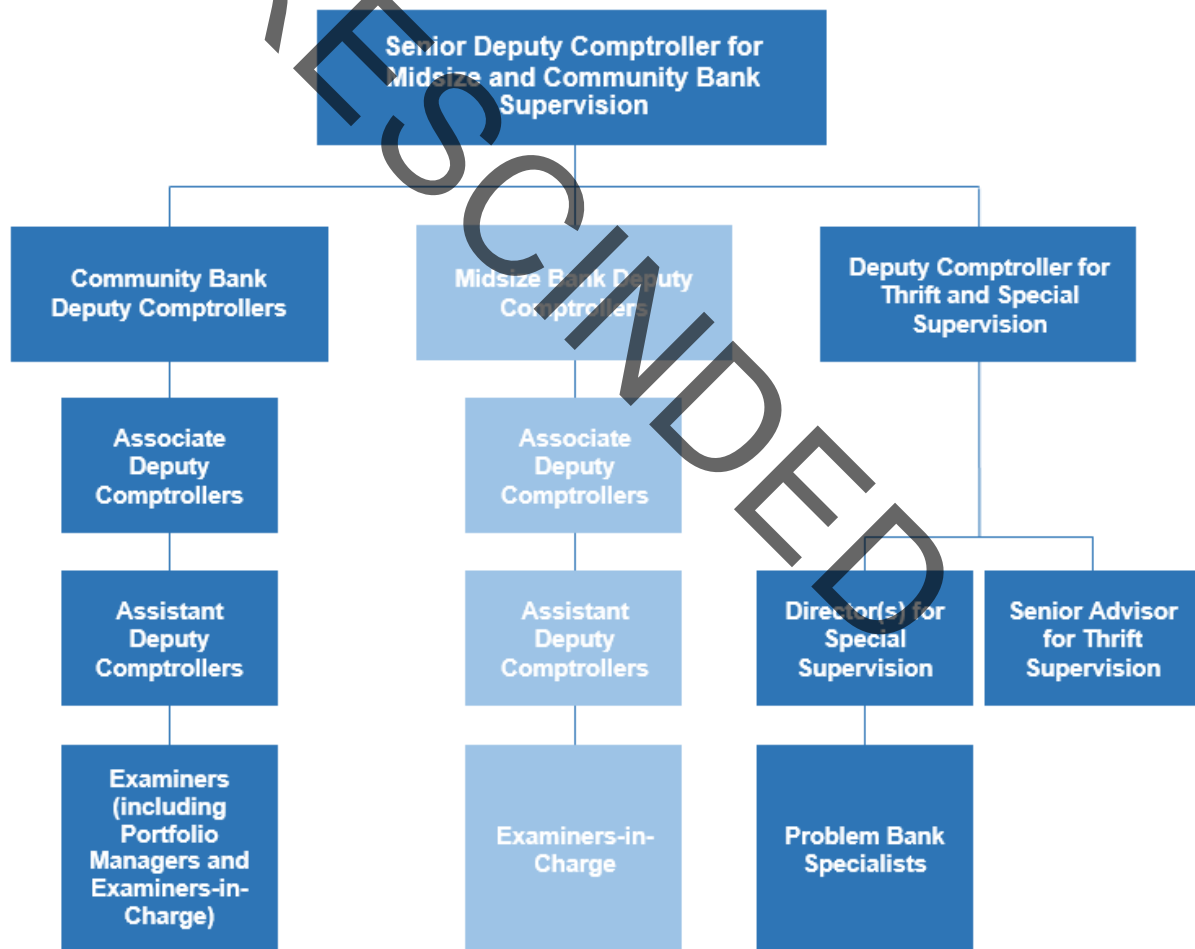 Senior Deputy Comptroller for
Midsize and Community Bank
Supervision
Community Bank
Deputy Comptrollers
Midsize Bank Deputy
Comptrollers
Deputy Comptroller for
Thrift and Special
Supervision
Associate
Deputy
Comptrollers
Associate
Deputy
Comptrollers
Assistant
Deputy
Comptrollers
Assistant
Deputy
Comptrollers
Director(s) for
Special
Supervision
Senior Advisor
for Thrift
Supervision
Examiners
(including
Portfolio
Managers and
Examiners-in-
Charge)
Examiners-in-
Charge
Problem Bank
Specialists
RESCINDED